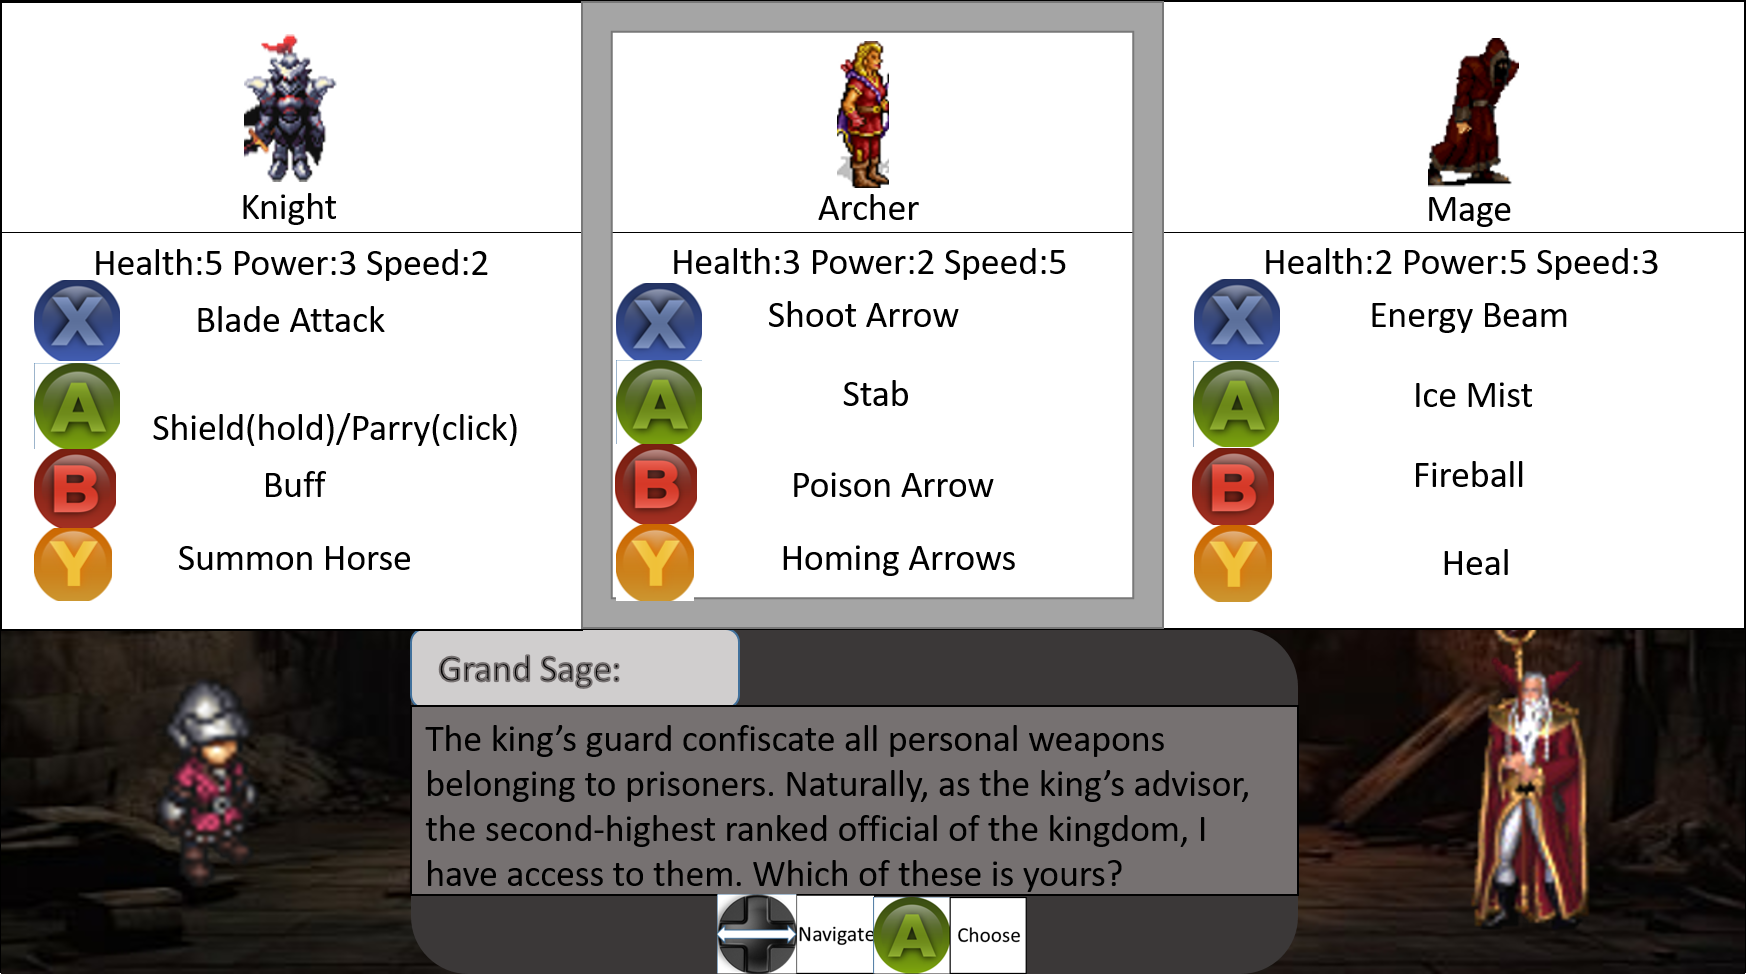 Knight
Health:5 Power:3 Speed:2
X Blade Attack
A Shield(hold)/Parry(click)
B Buff
Y Summon Horse
Archer
Health:3 Power:2 Speed:5
X Shoot Arrow
A Stab
B Poison Arrow
Y Homing Arrows
Mage
Health:2 Power:5 Speed:3
X Energy Beam
A Ice Mist
B Fireball
Y Heal
Grand Sage:
The king’s guard confiscate all personal weapons
belonging to prisoners. Naturally, as the king’s advisor,
the second-highest ranked official of the kingdom, I
have access to them. Which of these is yours?
Navigate A Choose